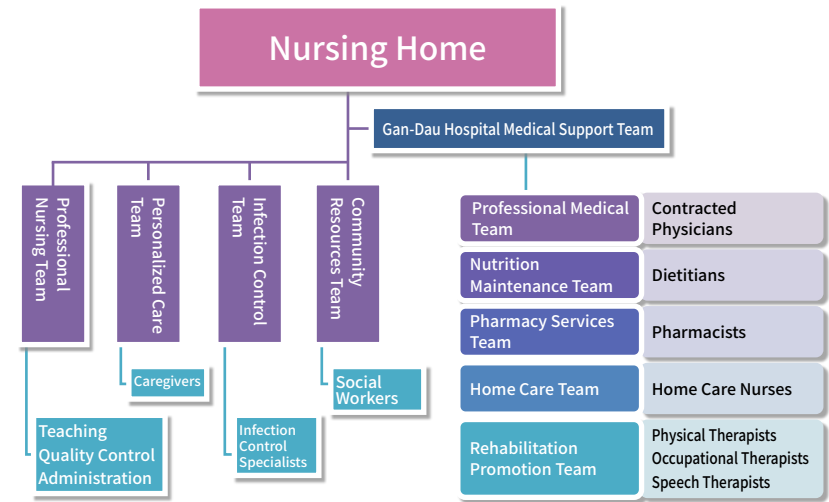 Nursing Home
Gan-Dau Hospital Medical Support Team
Professional
Nursing Team
Personalized Care
Team
Infection Control
Team
Community
Resources Team
Teaching
Quality Control
Administration
Caregivers
Infection
Control
Specialists
Social
Workers
Professional Medical
Team
Contracted
Physicians
Nutrition
Maintenance Team
Dietitians
Pharmacy Services
Team
Pharmacists
Home Care Team
Home Care Nurses
Rehabilitation
Promotion Team
Physical Therapists
Occupational Therapists
Speech Therapists